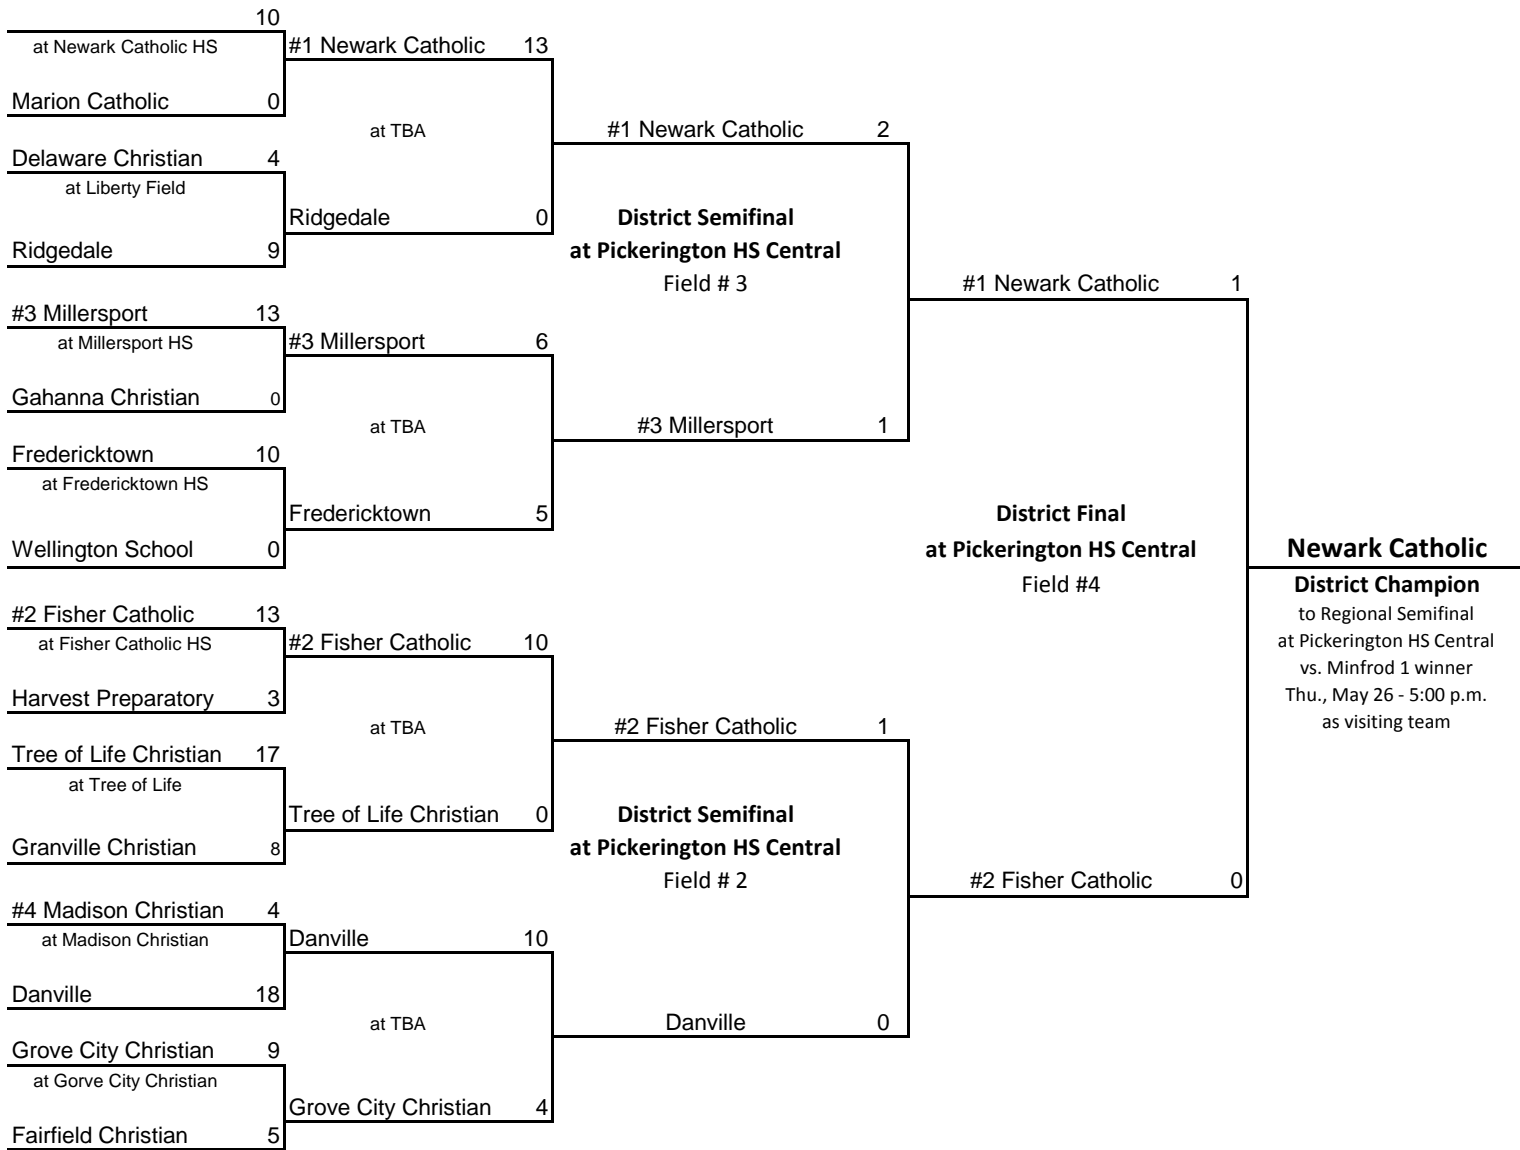 10
at Newark Catholic HS
Marion Catholic 0
Delaware Christian 4
at Liberty Field
Ridgedale 9
#3 Millersport 13
at Millersport HS
Gahanna Christian 0
Fredericktown 10
at Fredericktown HS
Wellington School 0
#2 Fisher Catholic 13
at Fisher Catholic HS
Harvest Preparatory 3
Tree of Life Christian 17
at Tree of Life
Granville Christian 8
#4 Madison Christian 4
at Madison Christian
Danville 18
Grove City Christian 9
at Gorve City Christian
Fairfield Christian 5
#1 Newark Catholic 13
at TBA
Ridgedale 0
#3 Millersport 6
at TBA
Fredericktown 5
#2 Fisher Catholic 10
at TBA
Tree of Life Christian 0
Danville 10
at TBA
Grove City Christian 4
#1 Newark Catholic 2
District Semifinal
at Pickerington HS Central
Field # 3
#3 Millersport 1
#2 Fisher Catholic 1
District Semifinal
at Pickerington HS Central
Field # 2
Danville 0
#1 Newark Catholic 1
District Final
at Pickerington HS Central
Field #4
#2 Fisher Catholic 0
Newark Catholic
District Champion
to Regional Semifinal
at Pickerington HS Central
vs. Minfrod 1 winner
Thu., May 26 - 5:00 p.m.
as visiting team